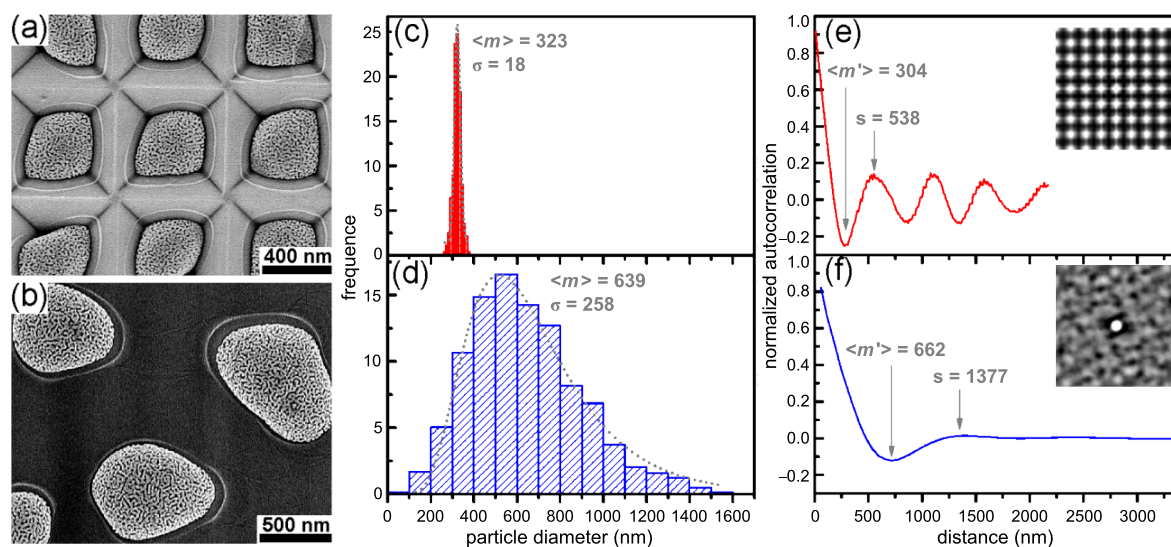 (a)
400 nm
(b)
500 nm
(c)
<m> = 323
σ = 18
25
20
15
10
5
0
frequence
(d)
<m> = 639
σ = 258
15
10
5
0
0 200 400 600 800 1000 1200 1400 1600
particle diameter (nm)
(e)
<m'> = 304
s = 538
1.0
0.8
0.6
0.4
0.2
0.0
−0.2
normalized autocorrelation
(f)
<m'> = 662
s = 1377
1.0
0.8
0.6
0.4
0.2
0.0
−0.2
0 500 1000 1500 2000 2500 3000
distance (nm)